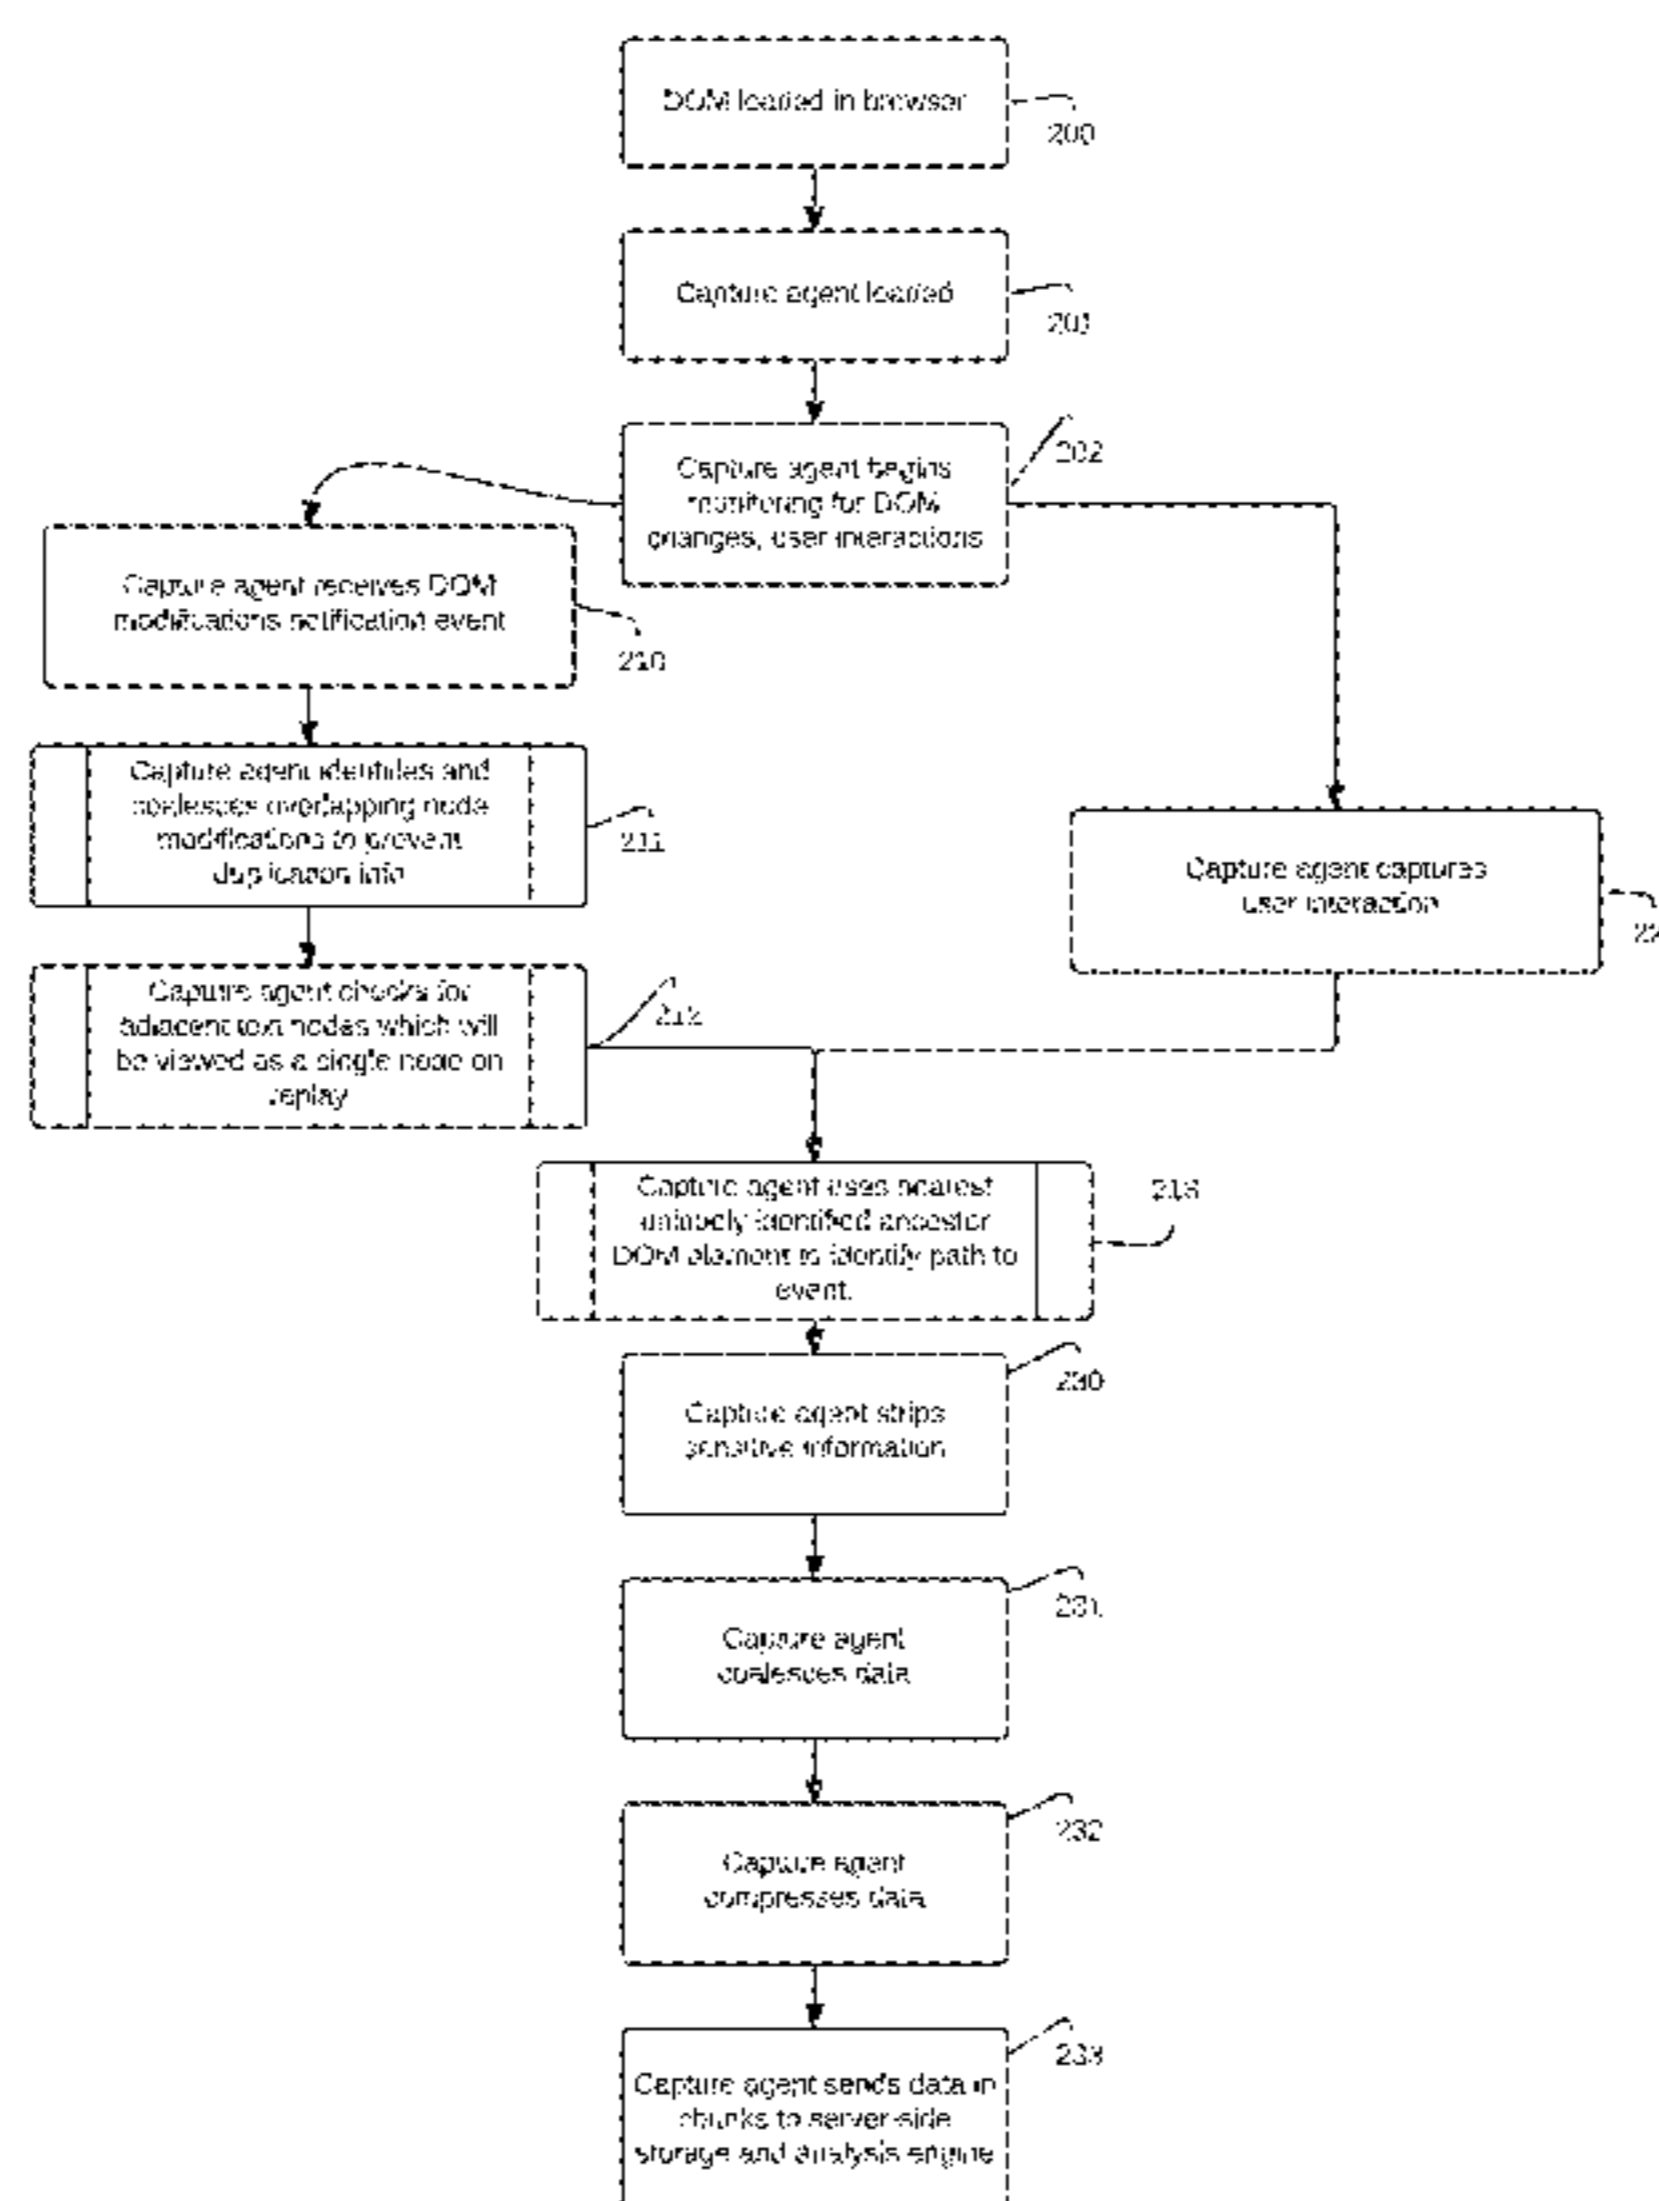 DOM loaded in browser
200
Capture agent loaded
201
Capture agent begins
monitoring for DOM
changes, user interactions
202
Capture agent receives DOM
modifications notification event
210
Capture agent identifies and
coalesces overlapping node
modifications to prevent
duplication info
211
Capture agent captures
user interaction
Capture agent checks for
adjacent text nodes which will
be viewed as a single node on
replay
212
Capture agent uses nearest
uniquely identified ancestor
DOM element to identify path to
event.
Capture agent strips
sensitive information
230
Capture agent
coalesces data
231
Capture agent
compresses data
232
Capture agent sends data in
chunks to server-side
storage and analysis engine
233